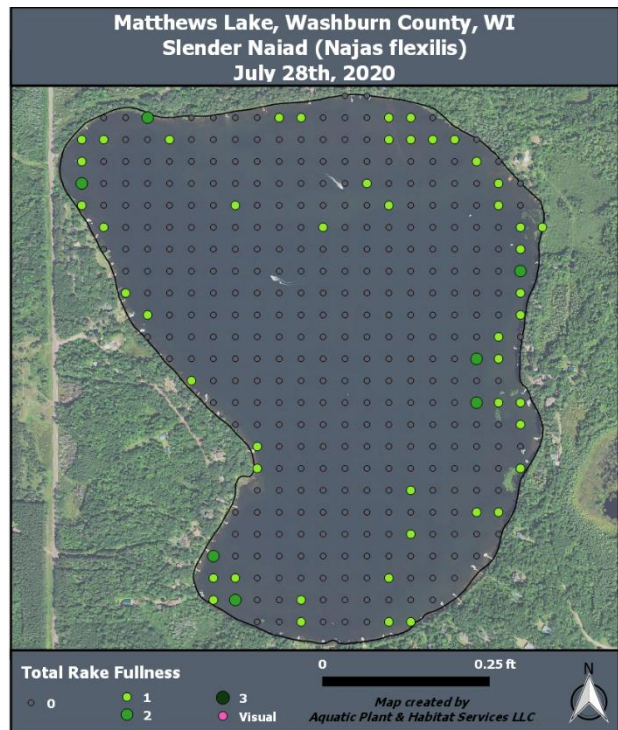 Matthews Lake, Washburn County, WI
Slender Naiad (Najas flexilis)
July 28th, 2020
Total Rake Fullness
0
1
2
3
Visual
0
0.25 ft
Map created by
Aquatic Plant & Habitat Services LLC
N